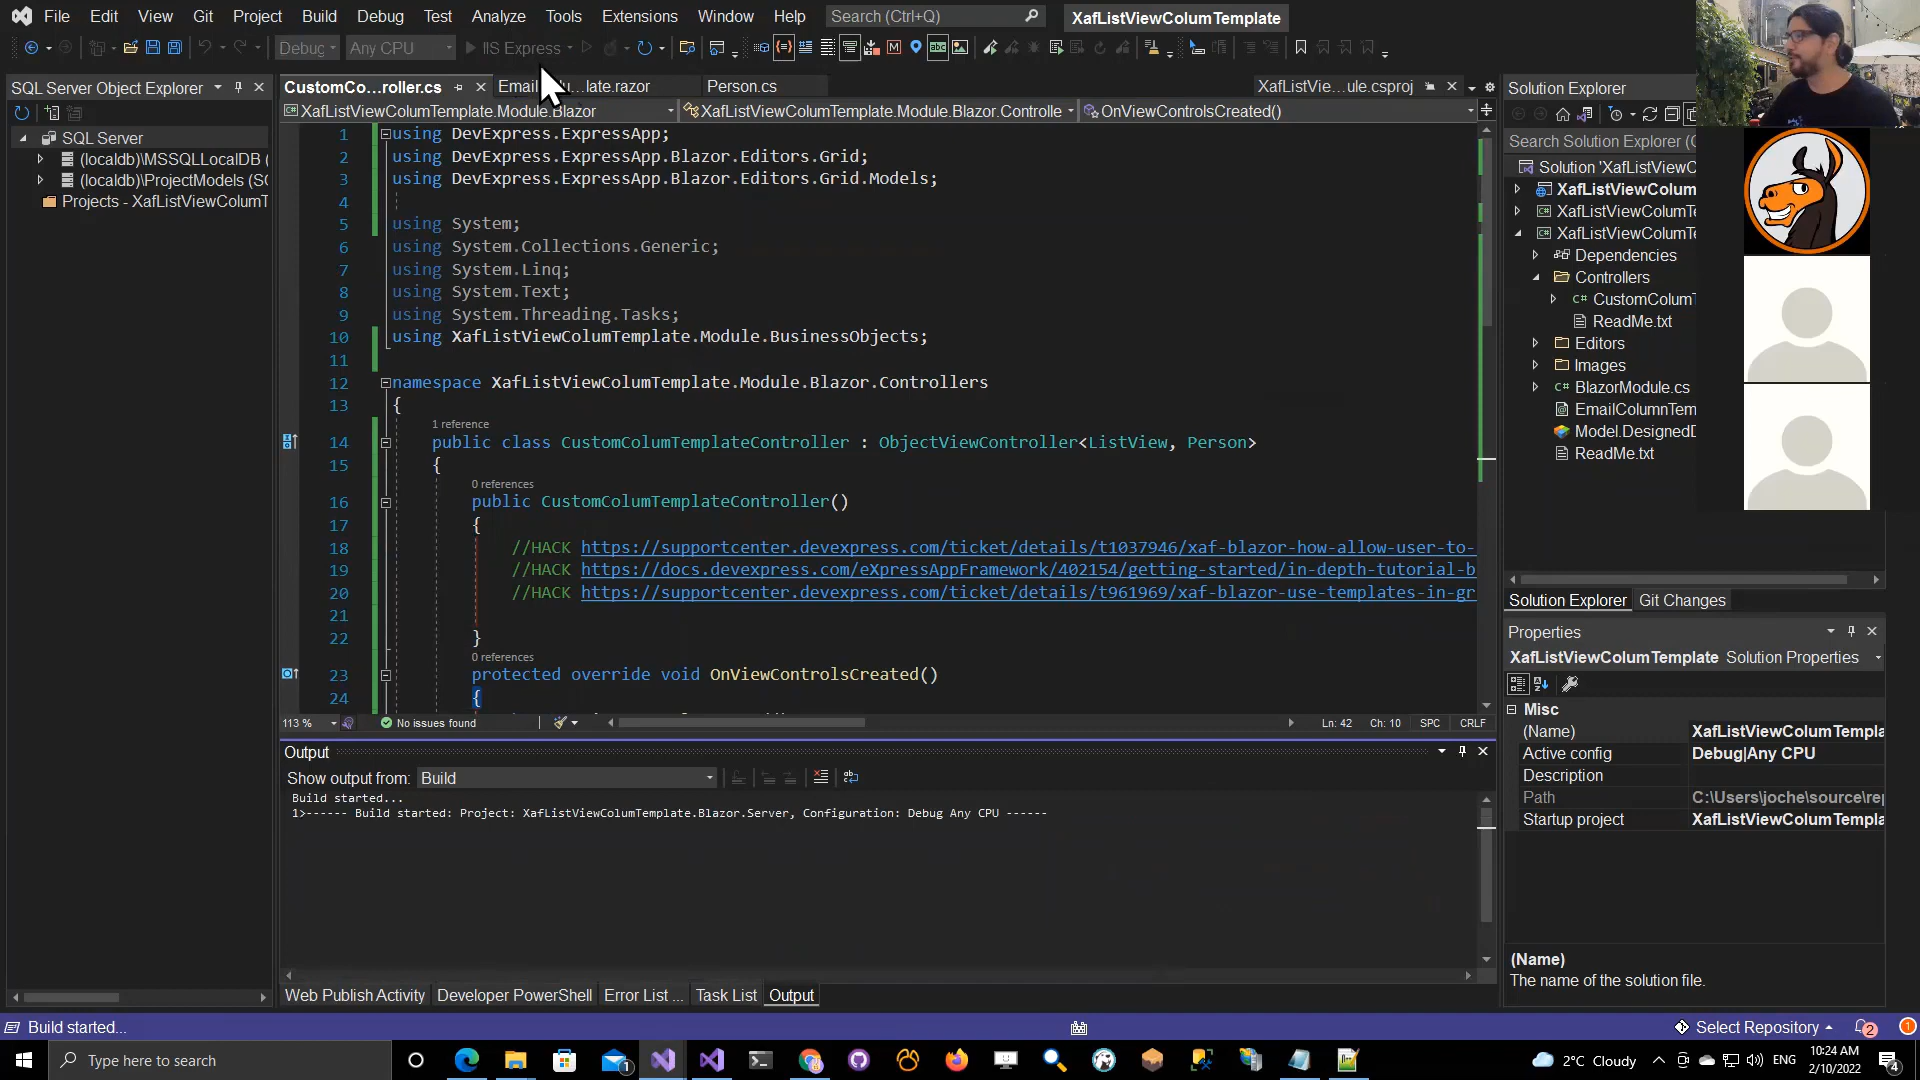 File Edit View Git Project Build Debug Test Analyze Tools Extensions Window Help Search (Ctrl+Q) XafListViewColumTemplate
Debug Any CPU IIS Express
SQL Server Object Explorer
SQL Server
(localdb)\MSSQLLocalDB (
(localdb)\ProjectModels (S
Projects - XafListViewColumT
CustomCo...roller.cs Email ...late.razor Person.cs XafListVie...ule.csproj
XafListViewColumTemplate.Module.Blazor XafListViewColumTemplate.Module.Blazor.Controlle OnViewControlsCreated()
1 using DevExpress.ExpressApp;
2 using DevExpress.ExpressApp.Blazor.Editors.Grid;
3 using DevExpress.ExpressApp.Blazor.Editors.Grid.Models;
4
5 using System;
6 using System.Collections.Generic;
7 using System.Linq;
8 using System.Text;
9 using System.Threading.Tasks;
10 using XafListViewColumTemplate.Module.BusinessObjects;
11
12 namespace XafListViewColumTemplate.Module.Blazor.Controllers
13 {
1 reference
14 public class CustomColumTemplateController : ObjectViewController<ListView, Person>
15 {
0 references
16 public CustomColumTemplateController()
17 {
18 //HACK https://supportcenter.devexpress.com/ticket/details/t1037946/xaf-blazor-how-allow-user-to-
19 //HACK https://docs.devexpress.com/eXpressAppFramework/402154/getting-started/in-depth-tutorial-b
20 //HACK https://supportcenter.devexpress.com/ticket/details/t961969/xaf-blazor-use-templates-in-gr
21
22 }
0 references
23 protected override void OnViewControlsCreated()
24 {
113 % No issues found Ln: 42 Ch: 10 SPC CRLF
Output
Show output from: Build
Build started...
1>------ Build started: Project: XafListViewColumTemplate.Blazor.Server, Configuration: Debug Any CPU ------
Web Publish Activity Developer PowerShell Error List ... Task List Output
Solution Explorer
Search Solution Explorer (C
Solution 'XafListViewC
XafListViewColum
XafListViewColumTe
XafListViewColumTe
Dependencies
Controllers
CustomColumT
ReadMe.txt
Editors
Images
BlazorModule.cs
EmailColumnTem
Model.DesignedD
ReadMe.txt
Solution Explorer Git Changes
Properties
XafListViewColumTemplate Solution Properties
Misc
(Name) XafListViewColumTempla
Active config Debug|Any CPU
Description
Path C:\Users\joche\source\rep
Startup project XafListViewColumTempla
(Name)
The name of the solution file.
Build started... Select Repository 2 1
Type here to search 1 2°C Cloudy ENG 10:24 AM 2/10/2022 4